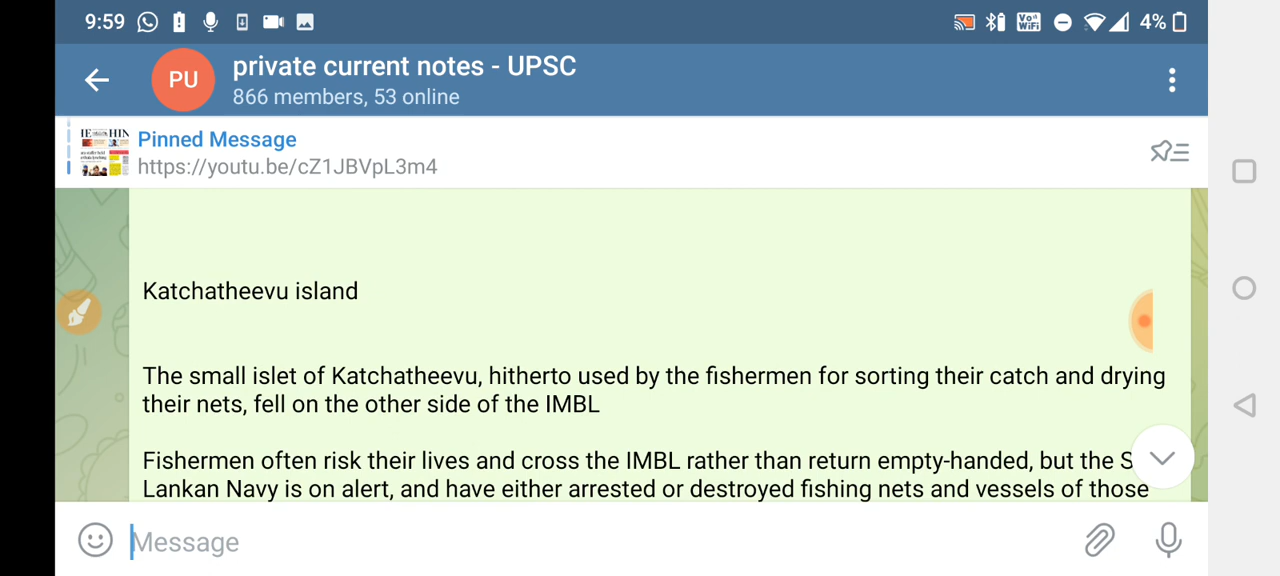 9:59
Vo WiFi
4%
PU
private current notes - UPSC
866 members, 53 online
Pinned Message
https://youtu.be/cZ1JBVpL3m4
Katchatheevu island
The small islet of Katchatheevu, hitherto used by the fishermen for sorting their catch and drying
their nets, fell on the other side of the IMBL
Fishermen often risk their lives and cross the IMBL rather than return empty-handed, but the S
Lankan Navy is on alert, and have either arrested or destroyed fishing nets and vessels of those
Message